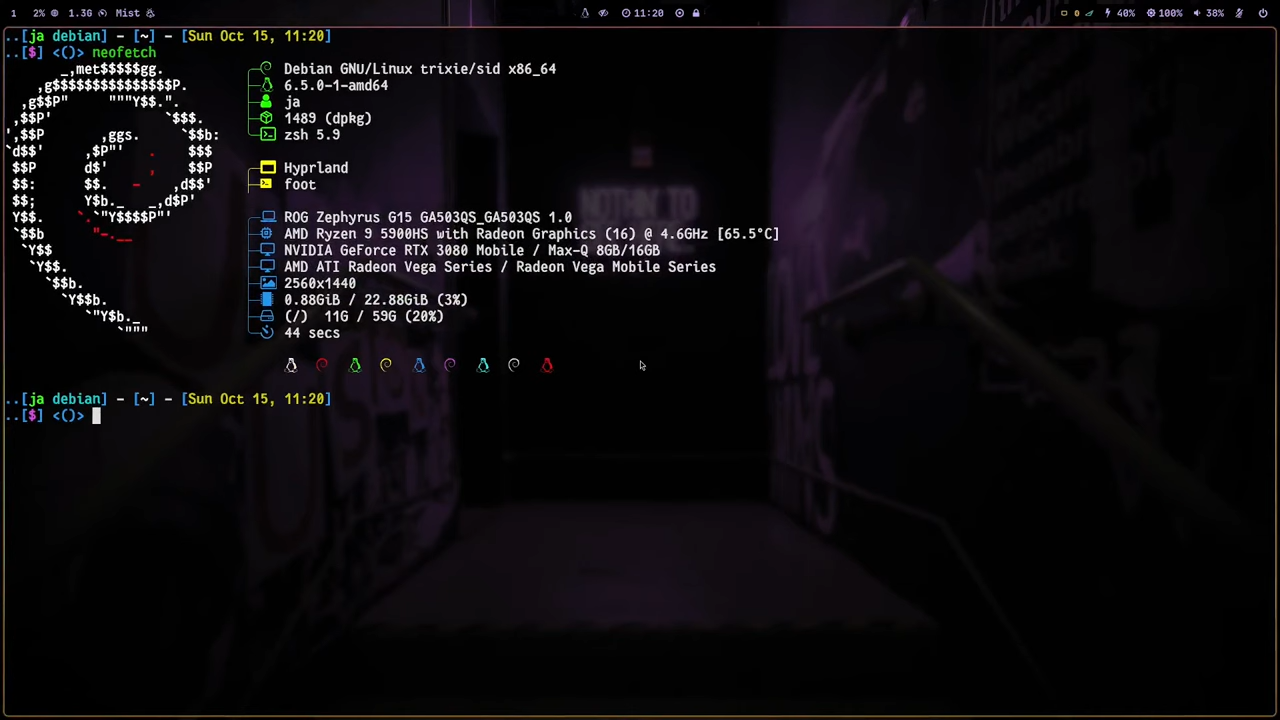 1 2% 1.3G Mist 11:20 0 40% 100% 38%
..[ja debian] - [~] - [Sun Oct 15, 11:20]
..[$] <()> neofetch
Debian GNU/Linux trixie/sid x86_64
6.5.0-1-amd64
ja
1489 (dpkg)
zsh 5.9
Hyprland
foot
ROG Zephyrus G15 GA503QS_GA503QS 1.0
AMD Ryzen 9 5900HS with Radeon Graphics (16) @ 4.6GHz [65.5°C]
NVIDIA GeForce RTX 3080 Mobile / Max-Q 8GB/16GB
AMD ATI Radeon Vega Series / Radeon Vega Mobile Series
2560x1440
0.88GiB / 22.88GiB (3%)
(/) 11G / 59G (20%)
44 secs
..[ja debian] - [~] - [Sun Oct 15, 11:20]
..[$] <()>
NOTHIN TO